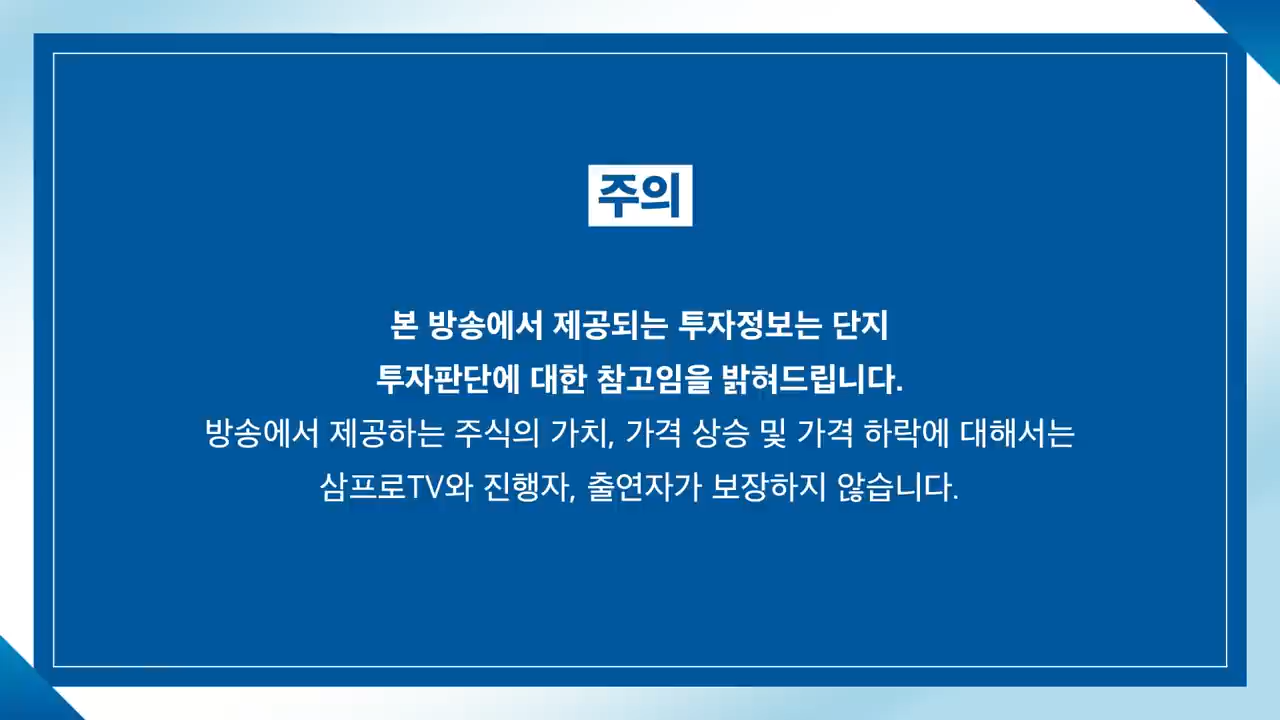 주의
본 방송에서 제공되는 투자정보는 단지
투자판단에 대한 참고임을 밝혀드립니다.
방송에서 제공하는 주식의 가치, 가격 상승 및 가격 하락에 대해서는
삼프로TV와 진행자, 출연자가 보장하지 않습니다.